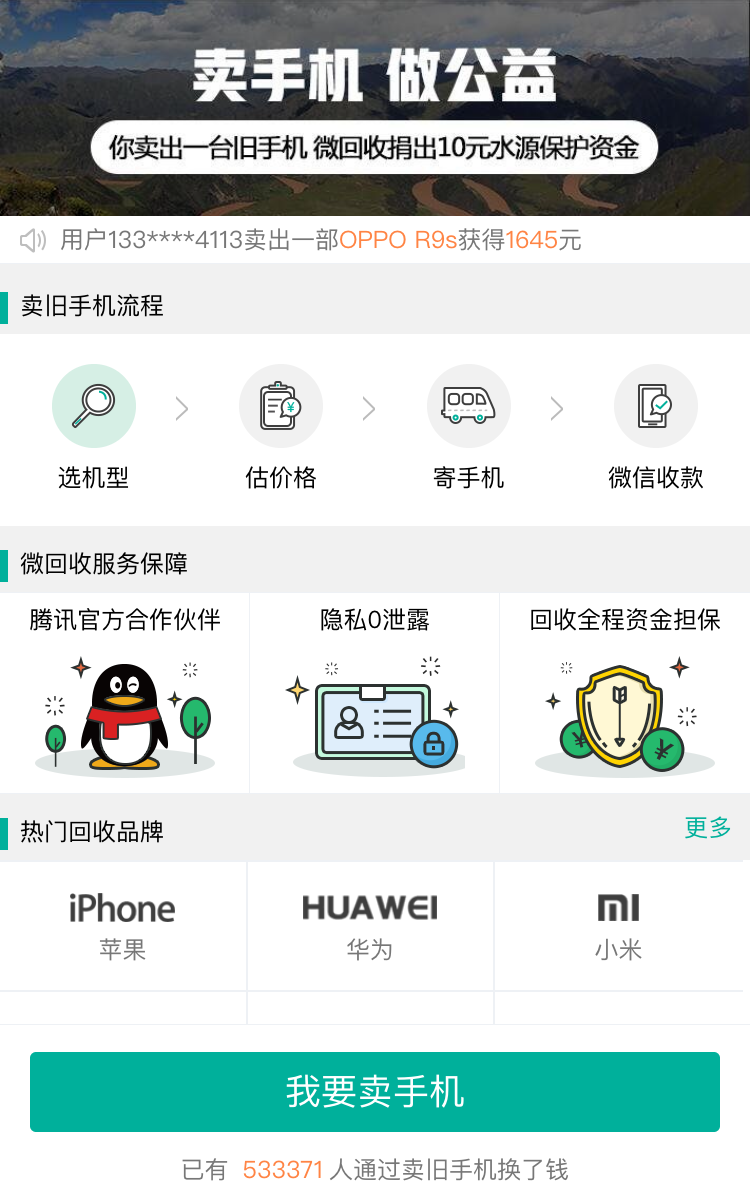 卖手机 做公益
你卖出一台旧手机 微回收捐出10元水源保护资金
用户133****4113卖出一部OPPO R9s获得1645元
卖旧手机流程
选机型
估价格
寄手机
微信收款
微回收服务保障
腾讯官方合作伙伴
隐私0泄露
回收全程资金担保
热门回收品牌
更多
iPhone
HUAWEI
mi
苹果
华为
小米
我要卖手机
已有 533371 人通过卖旧手机换了钱